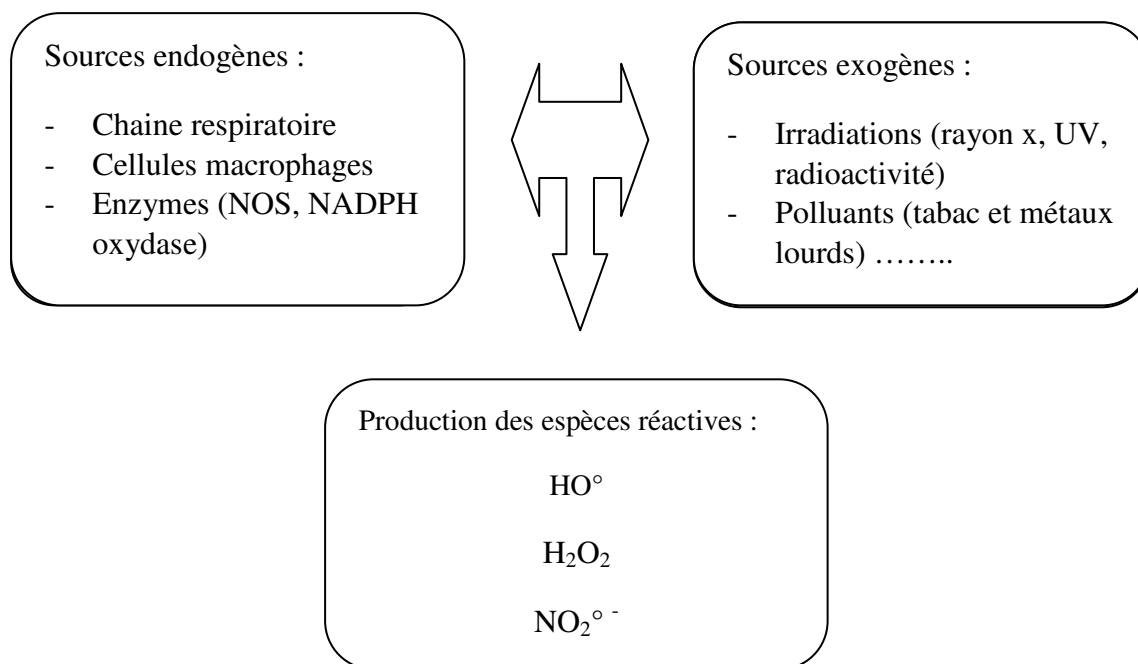 Sources endogènes :
- Chaine respiratoire
- Cellules macrophages
- Enzymes (NOS, NADPH
oxydase)
Sources exogènes :
- Irradiations (rayon x, UV,
radioactivité)
- Polluants (tabac et métaux
lourds) ……..
Production des espèces réactives :
HO°
H₂O₂
NO₂° ⁻